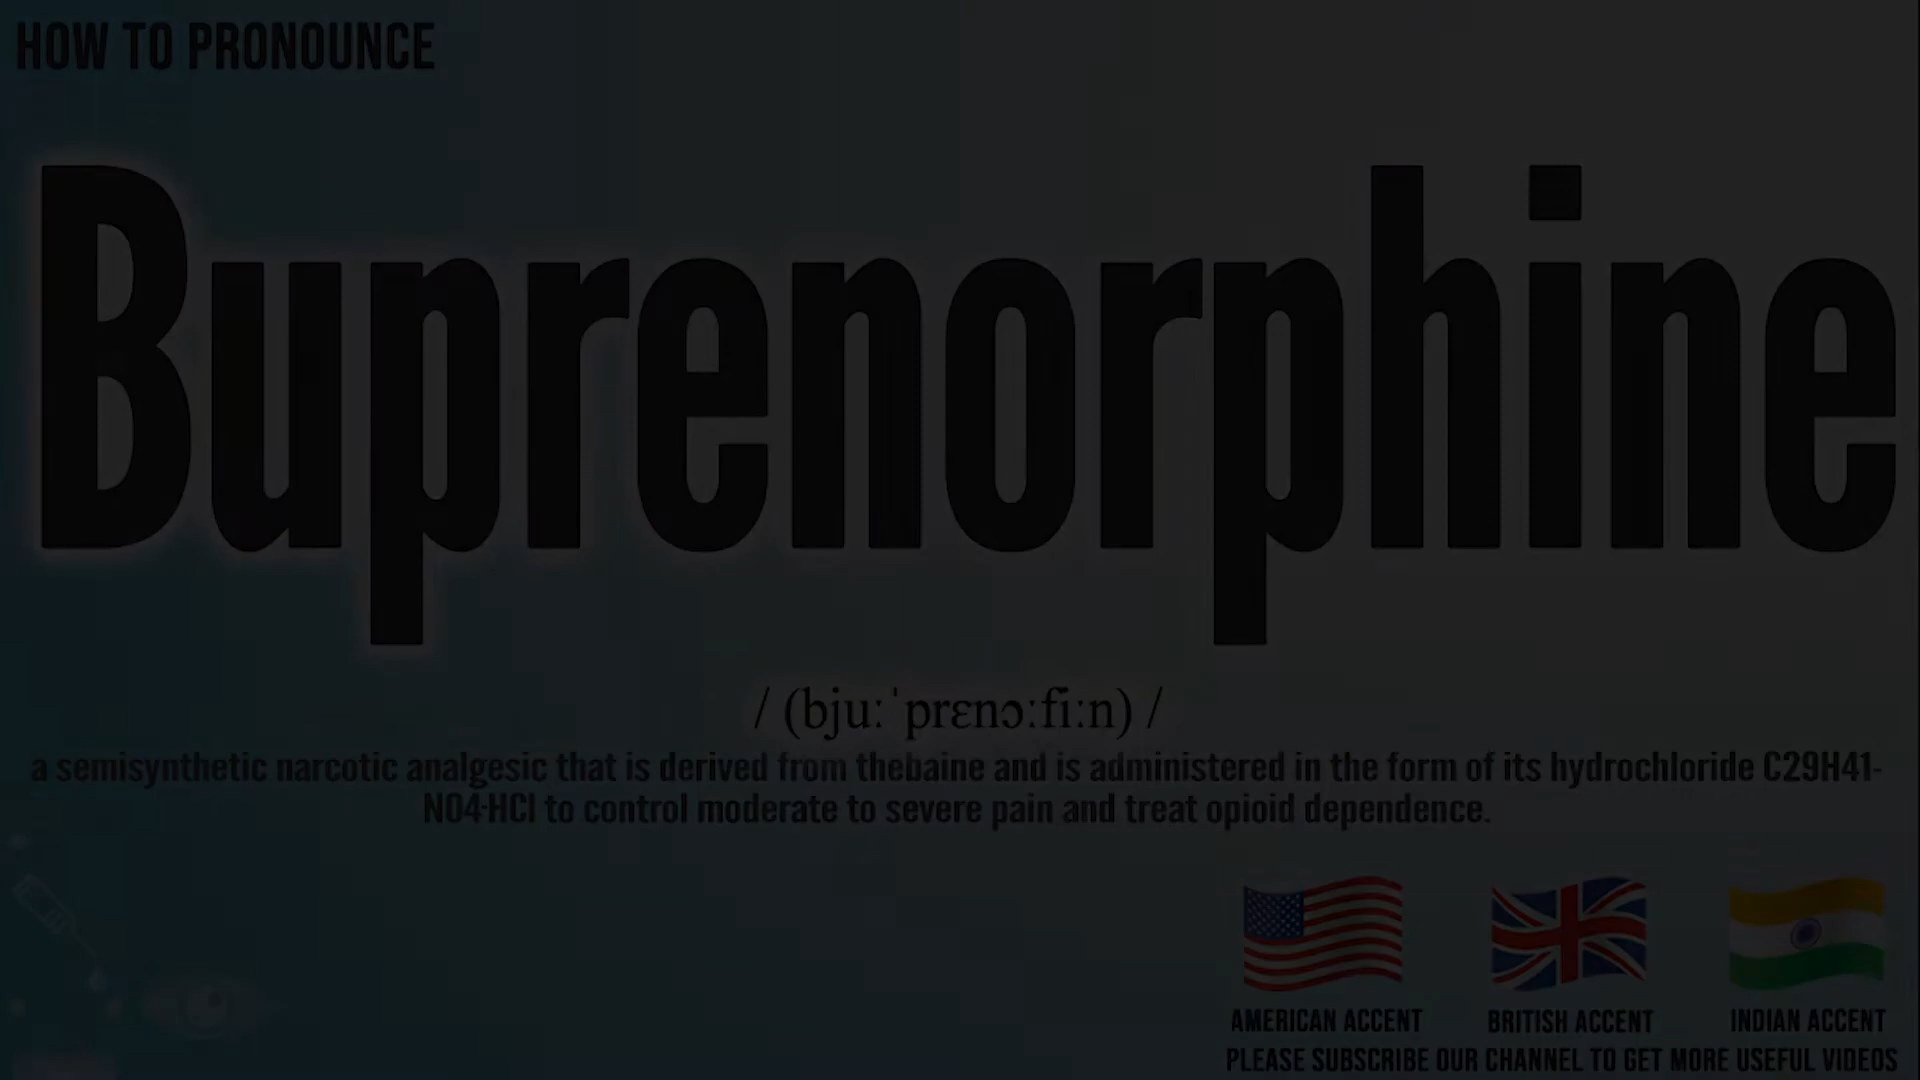 HOW TO PRONOUNCE
Buprenorphine
/ (bjuːˈprɛnɔːfiːn) /
a semisynthetic narcotic analgesic that is derived from thebaine and is administered in the form of its hydrochloride C29H41-
NO4·HCl to control moderate to severe pain and treat opioid dependence.
AMERICAN ACCENT BRITISH ACCENT INDIAN ACCENT
PLEASE SUBSCRIBE OUR CHANNEL TO GET MORE USEFUL VIDEOS